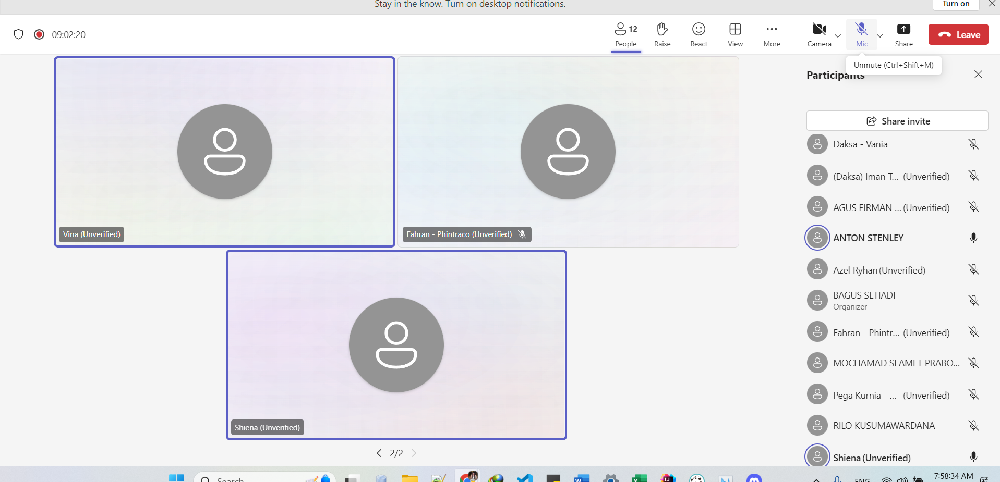 Stay in the know. Turn on desktop notifications.
Turn on
09:02:20
12
People
Raise
React
View
More
Camera
Mic
Share
Leave
Unmute (Ctrl+Shift+M)
Participants
Share invite
Daksa - Vania
(Daksa) Iman T... (Unverified)
AGUS FIRMAN ... (Unverified)
ANTON STENLEY
Azel Ryhan (Unverified)
BAGUS SETIADI
Organizer
Fahran - Phintr... (Unverified)
MOCHAMAD SLAMET PRABO...
Pega Kurnia - ... (Unverified)
RILO KUSUMAWARDANA
Shiena (Unverified)
Vina (Unverified)
Fahran - Phintraco (Unverified)
Shiena (Unverified)
2/2
Search
ENG
7:58:34 AM